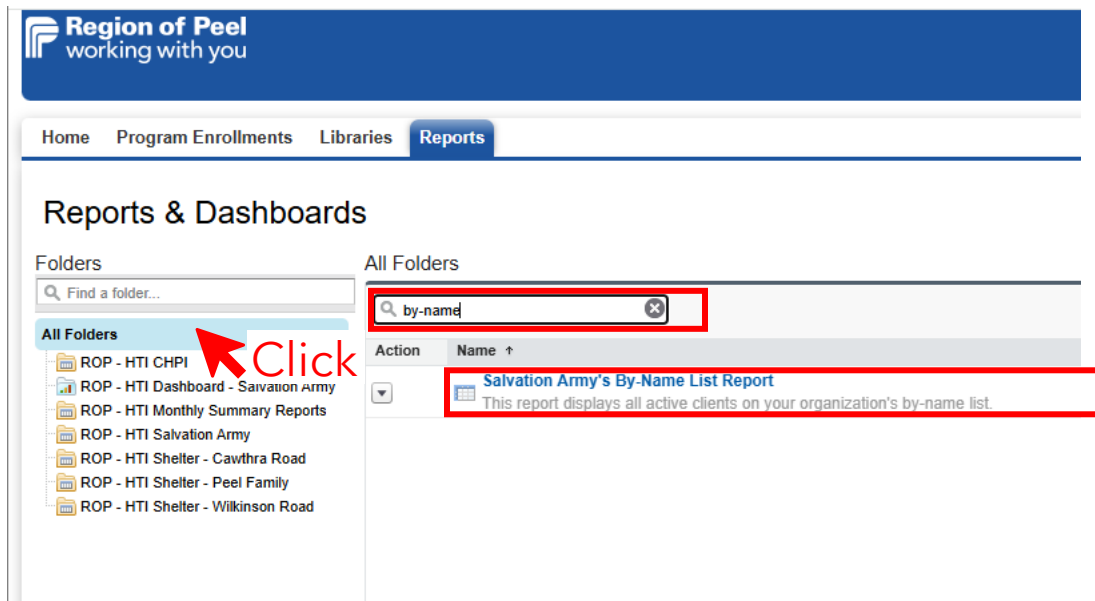 Region of Peel
working with you
Home Program Enrollments Libraries Reports
Reports & Dashboards
Folders
Find a folder...
All Folders
ROP - HTI CHPI
ROP - HTI Dashboard - Salvation Army
ROP - HTI Monthly Summary Reports
ROP - HTI Salvation Army
ROP - HTI Shelter - Cawthra Road
ROP - HTI Shelter - Peel Family
ROP - HTI Shelter - Wilkinson Road
Click
All Folders
by-name
Action Name ↑
Salvation Army's By-Name List Report
This report displays all active clients on your organization's by-name list.